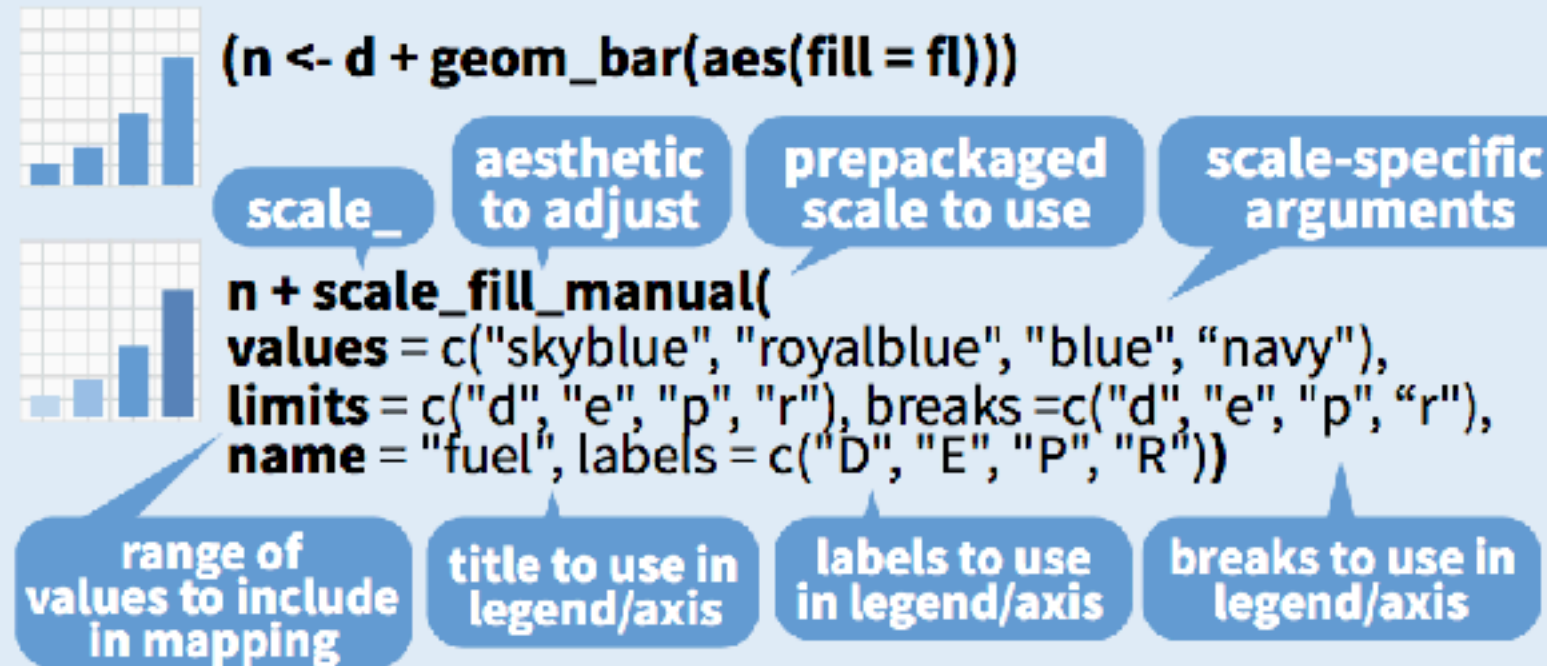 (n <- d + geom_bar(aes(fill = fl)))
scale_
aesthetic
to adjust
prepackaged
scale to use
scale-specific
arguments
n + scale_fill_manual(
values = c("skyblue", "royalblue", "blue", “navy"),
limits = c("d", "e", "p", "r"), breaks =c("d", "e", "p", “r"),
name = "fuel", labels = c("D", "E", "P", "R"))
range of
values to include
in mapping
title to use in
legend/axis
labels to use
in legend/axis
breaks to use in
legend/axis